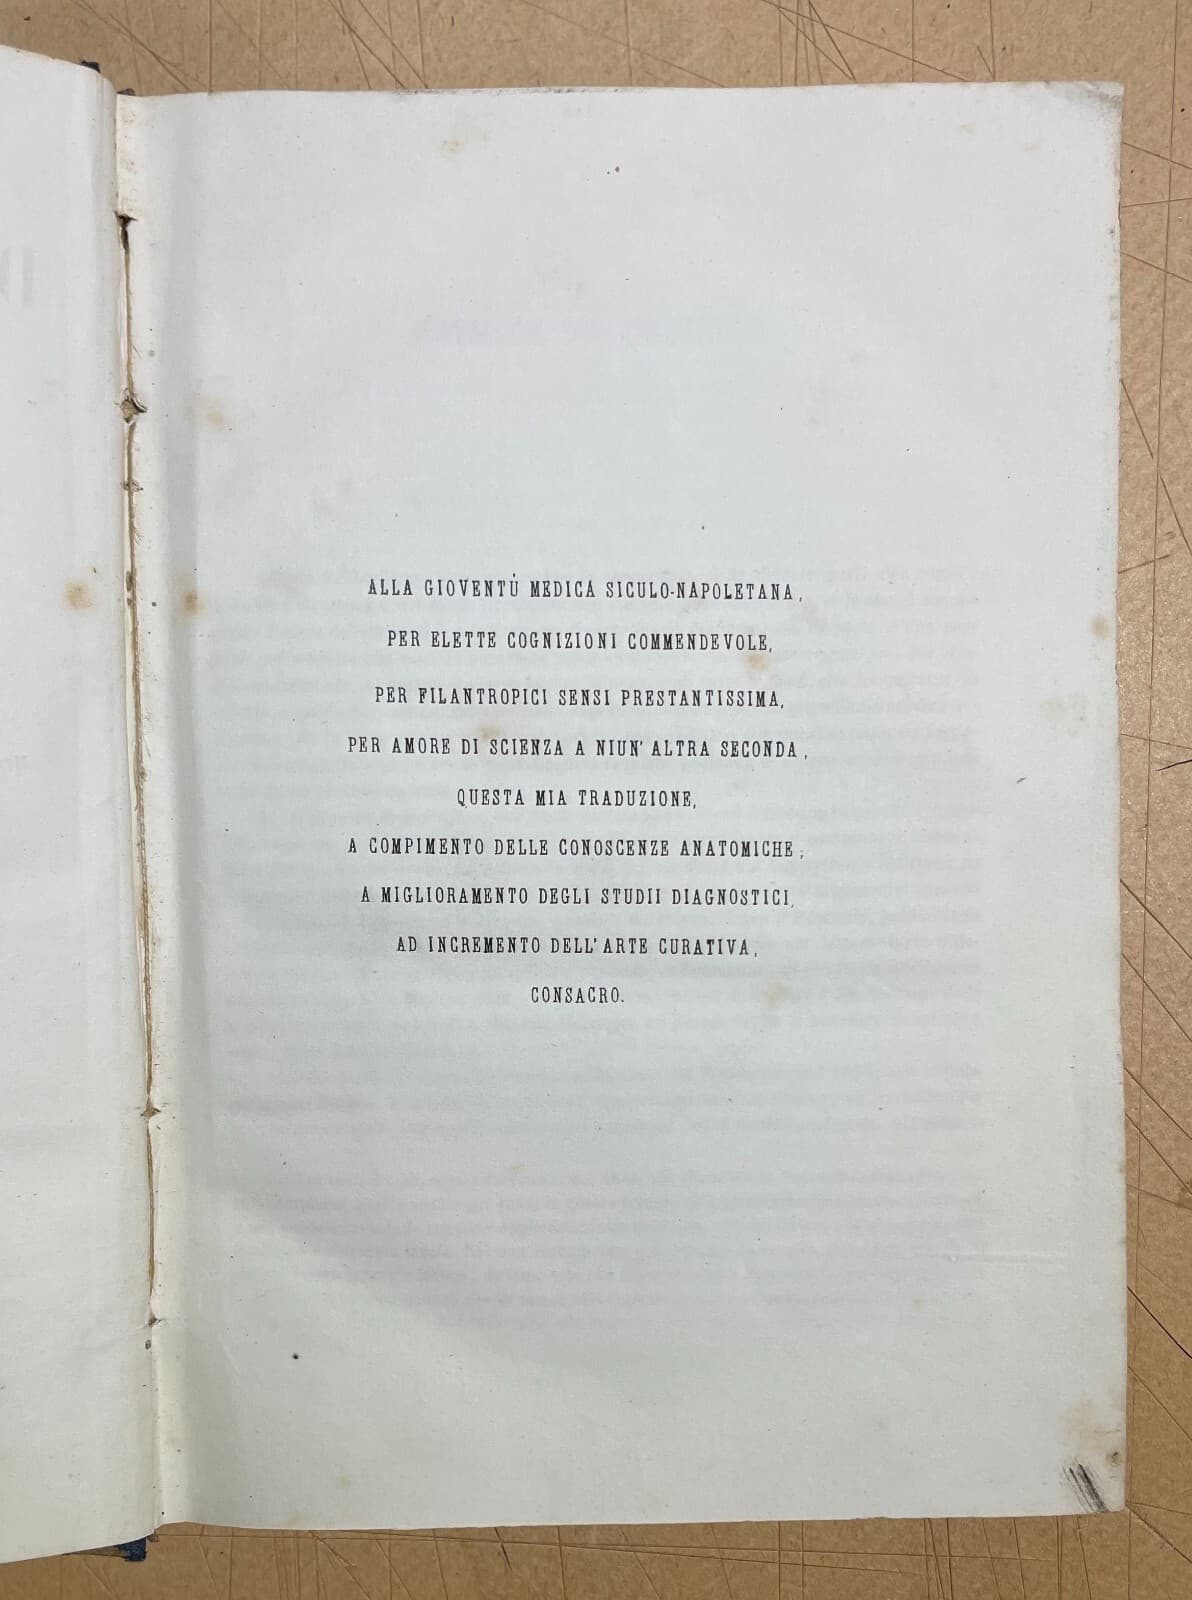 ALLA GIOVENTÙ MEDICA SICULO-NAPOLETANA,
PER ELETTE COGNIZIONI COMMENDEVOLE,
PER FILANTROPICI SENSI PRESTANTISSIMA,
PER AMORE DI SCIENZA A NIUN' ALTRA SECONDA,
QUESTA MIA TRADUZIONE,
A COMPIMENTO DELLE CONOSCENZE ANATOMICHE,
A MIGLIORAMENTO DEGLI STUDII DIAGNOSTICI,
AD INCREMENTO DELL'ARTE CURATIVA,
CONSACRO.